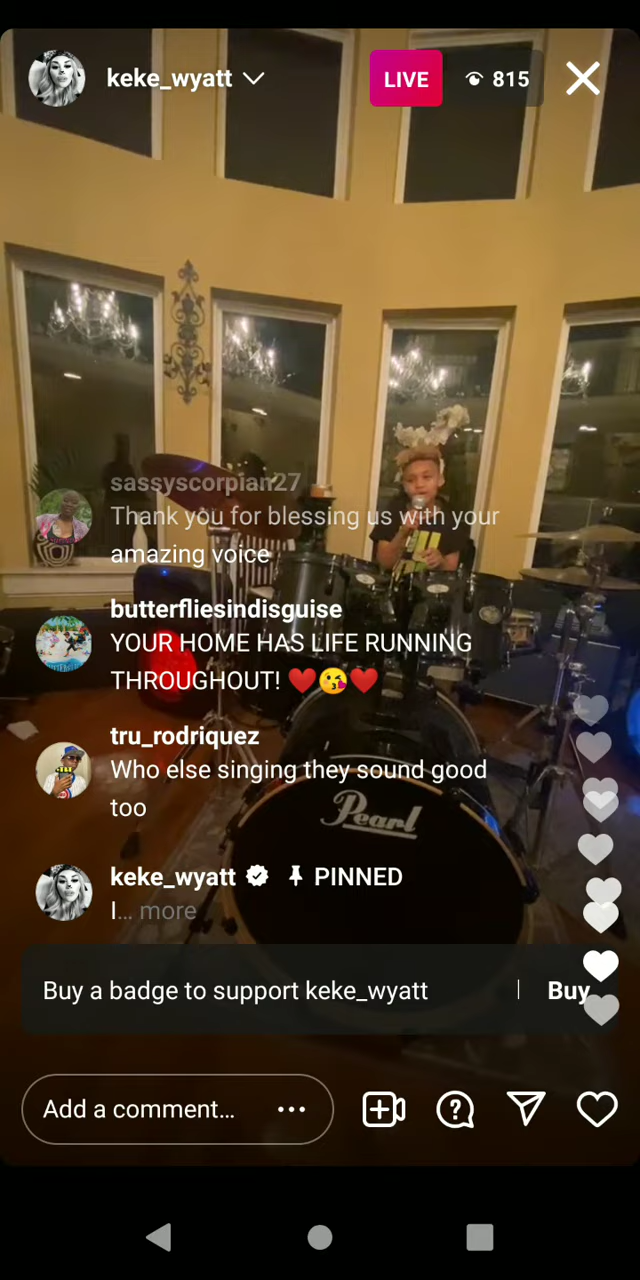 keke_wyatt
LIVE
815
sassyscorpian27
Thank you for blessing us with your
amazing voice
butterfliesindisguise
YOUR HOME HAS LIFE RUNNING
THROUGHOUT! ❤️😘❤️
tru_rodriquez
Who else singing they sound good
too
Pearl
keke_wyatt PINNED
I... more
Buy a badge to support keke_wyatt | Buy
Add a comment...